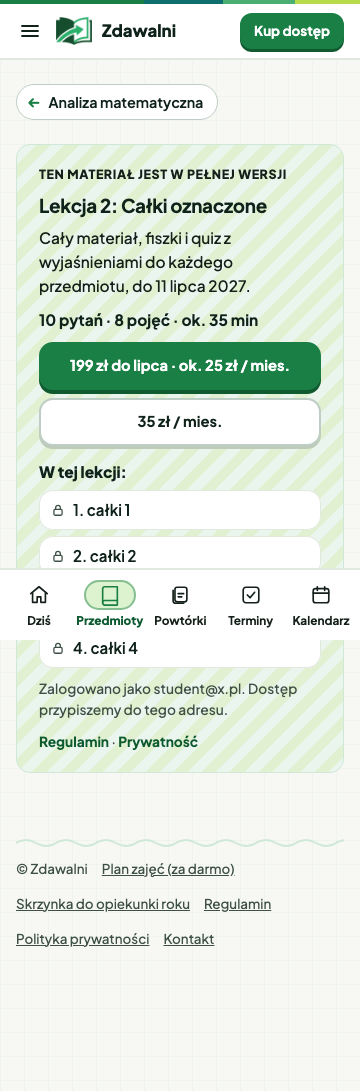 Zdawalni
Kup dostęp
← Analiza matematyczna
TEN MATERIAŁ JEST W PEŁNEJ WERSJI
Lekcja 2: Całki oznaczone
Cały materiał, fiszki i quiz z
wyjaśnieniami do każdego
przedmiotu, do 11 lipca 2027.
10 pytań · 8 pojęć · ok. 35 min
199 zł do lipca · ok. 25 zł / mies.
35 zł / mies.
W tej lekcji:
1. całki 1
2. całki 2
Dziś Przedmioty Powtórki Terminy Kalendarz
4. całki 4
Zalogowano jako student@x.pl. Dostęp
przypiszemy do tego adresu.
Regulamin · Prywatność
© Zdawalni Plan zajęć (za darmo)
Skrzynka do opiekunki roku Regulamin
Polityka prywatności Kontakt